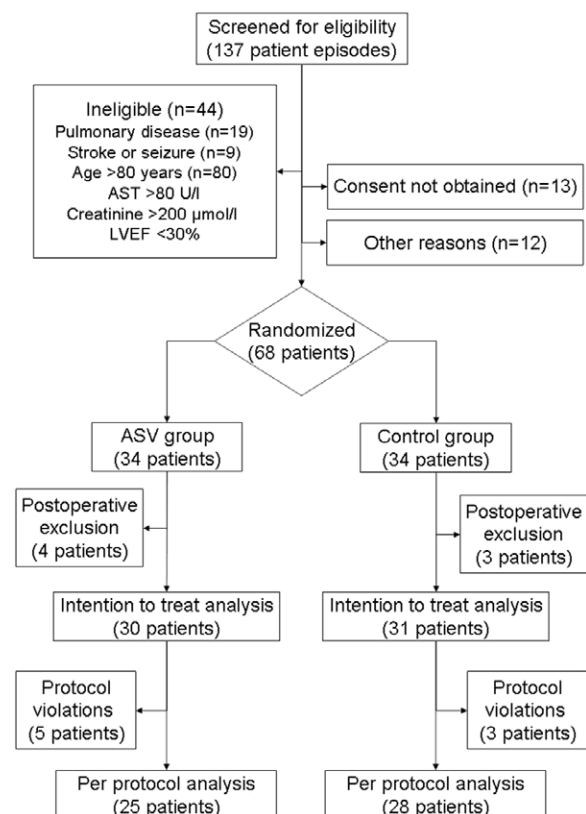 Screened for eligibility
(137 patient episodes)
Ineligible (n=44)
Pulmonary disease (n=19)
Stroke or seizure (n=9)
Age >80 years (n=80)
AST >80 U/l
Creatinine >200 µmol/l
LVEF <30%
Consent not obtained (n=13)
Other reasons (n=12)
Randomized
(68 patients)
ASV group
(34 patients)
Control group
(34 patients)
Postoperative
exclusion
(4 patients)
Postoperative
exclusion
(3 patients)
Intention to treat analysis
(30 patients)
Intention to treat analysis
(31 patients)
Protocol
violations
(5 patients)
Protocol
violations
(3 patients)
Per protocol analysis
(25 patients)
Per protocol analysis
(28 patients)